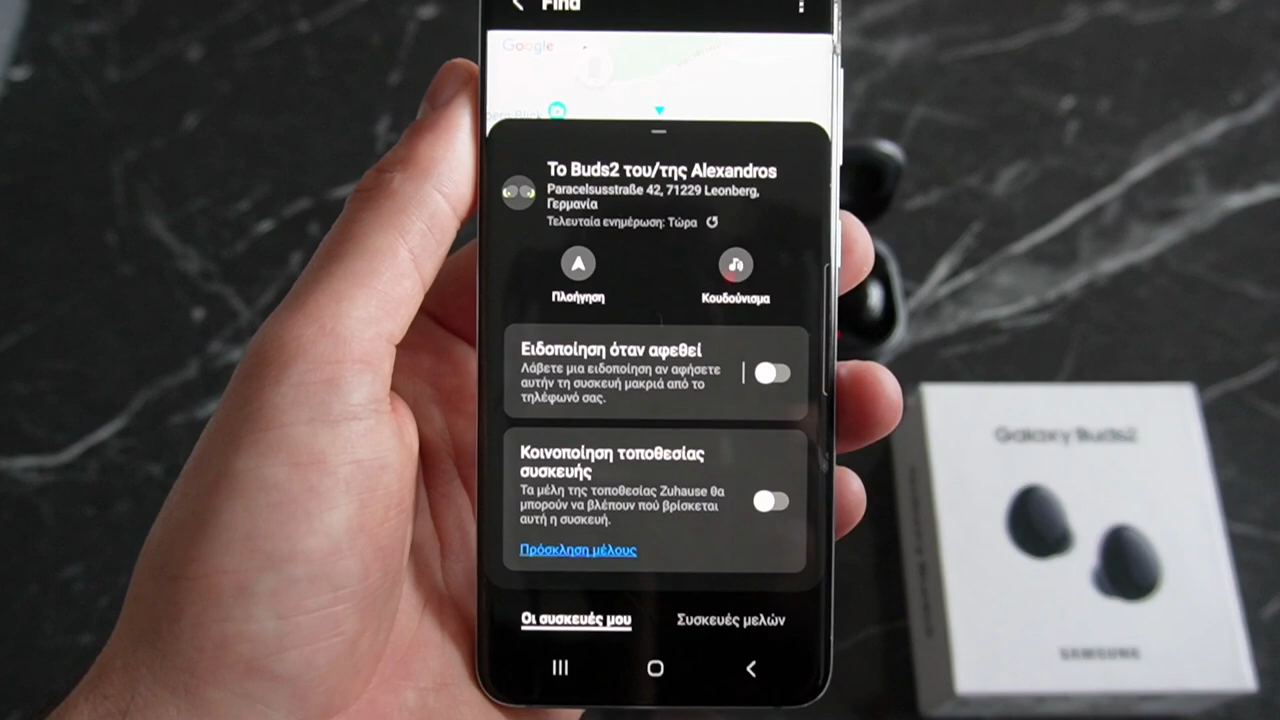 Find
Google
Το Buds2 του/της Alexandros
Paracelsusstraße 42, 71229 Leonberg,
Γερμανία
Τελευταία ενημέρωση: Τώρα
Πλοήγηση
Κουδούνισμα
Ειδοποίηση όταν αφεθεί
Λάβετε μια ειδοποίηση αν αφήσετε
αυτήν τη συσκευή μακριά από το
τηλέφωνό σας.
Κοινοποίηση τοποθεσίας
συσκευής
Τα μέλη της τοποθεσίας Zuhause θα
μπορούν να βλέπουν πού βρίσκεται
αυτή η συσκευή.
Πρόσκληση μέλους
Οι συσκευές μου
Συσκευές μελών
Galaxy Buds2
SAMSUNG